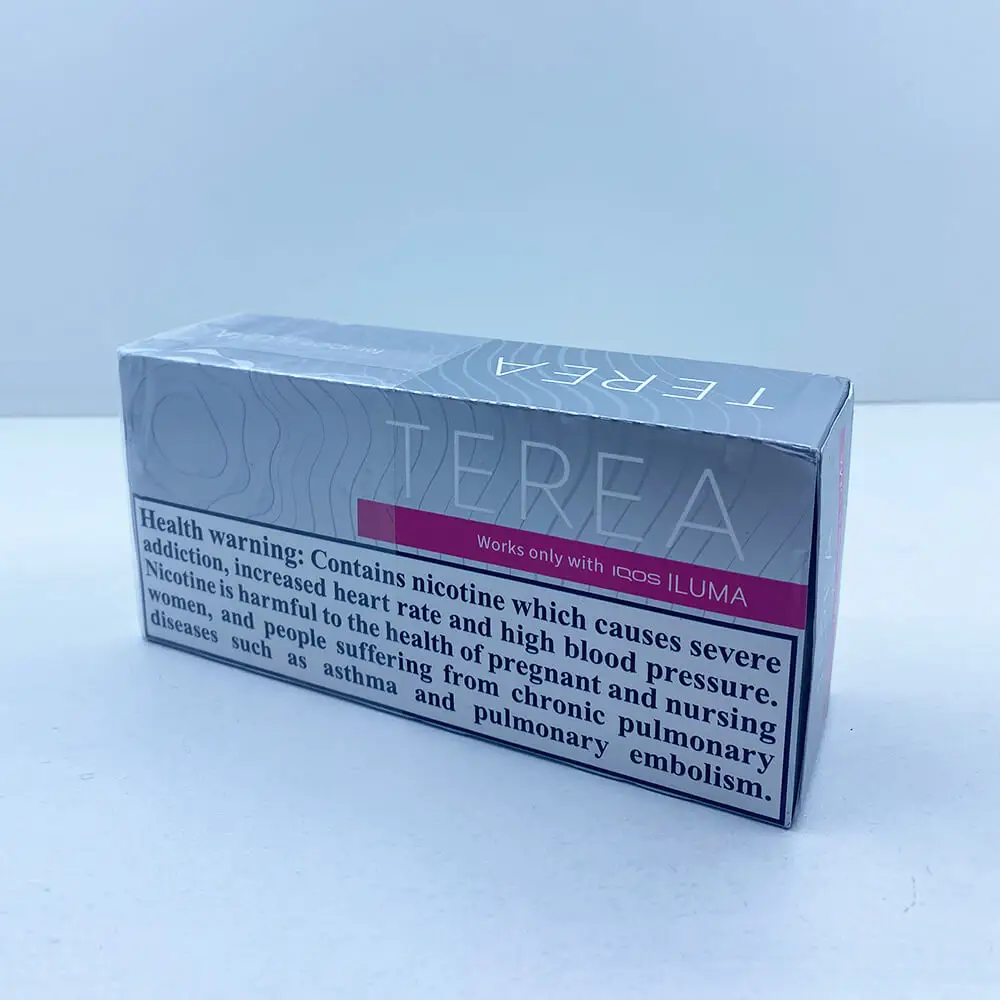 TEREA
TEREA
Works only with IQOS ILUMA
Health warning: Contains nicotine which causes severe
addiction, increased heart rate and high blood pressure.
Nicotine is harmful to the health of pregnant and nursing
women, and people suffering from chronic pulmonary
diseases such as asthma and pulmonary embolism.